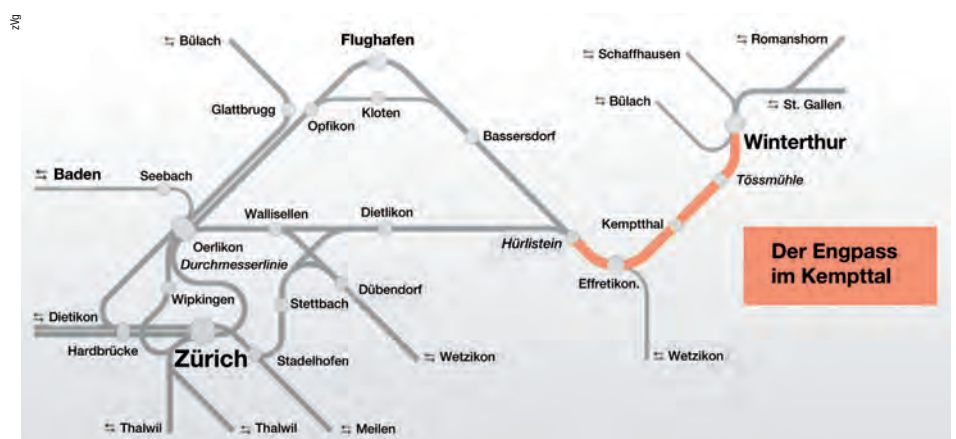 zVg
⇆ Bülach
Flughafen
⇆ Romanshorn
⇆ Schaffhausen
Glattbrugg
Opfikon
Kloten
⇆ Bülach
⇆ St. Gallen
Bassersdorf
Winterthur
⇆ Baden
Seebach
Tössmühle
Wallisellen
Dietlikon
Kemptthal
Oerlikon
Hürlistein
Durchmesserlinie
Der Engpass
im Kempttal
Wipkingen
Stettbach
Dübendorf
Effretikon.
⇆ Dietikon
Hardbrücke
Zürich
Stadelhofen
⇆ Wetzikon
⇆ Wetzikon
⇆ Thalwil
⇆ Thalwil
⇆ Meilen